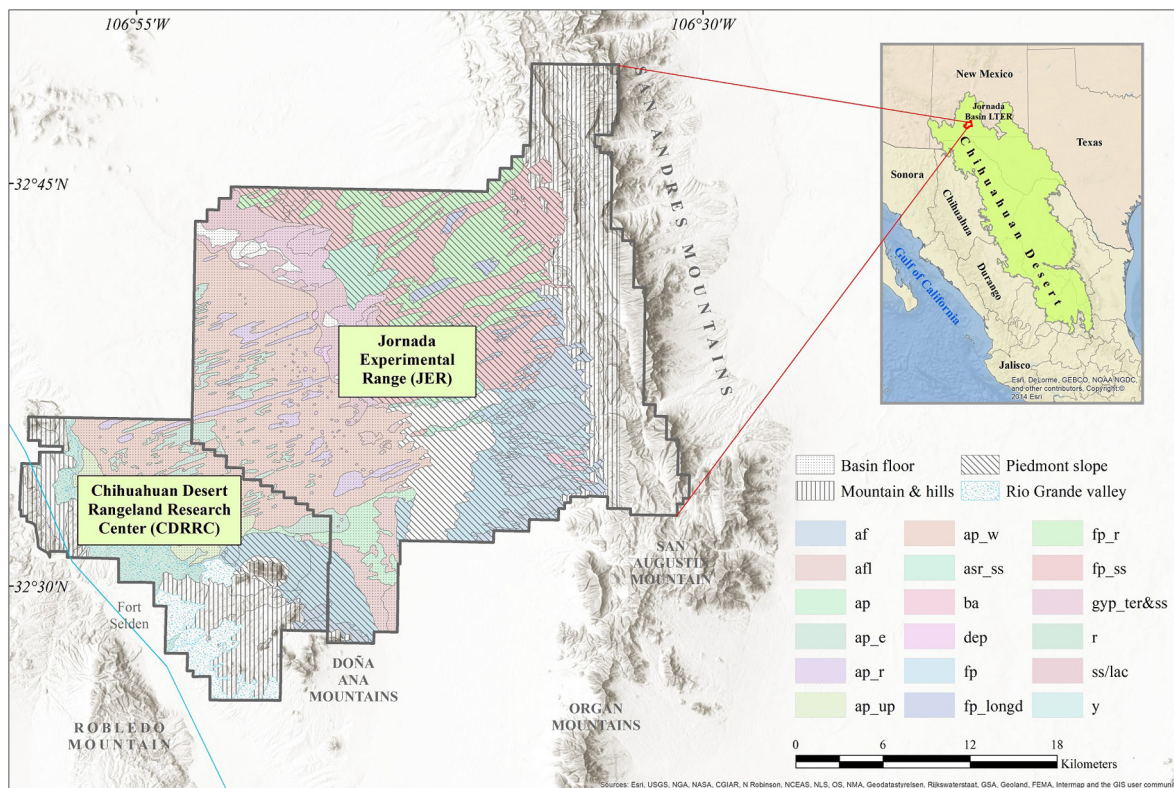 106°55'W
106°30'W
32°45'N
32°30'N
SAN ANDRES MOUNTAINS
Jornada
Experimental
Range (JER)
Chihuahuan Desert
Rangeland Research
Center (CDRRC)
Fort
Selden
ROBLEDO
MOUNTAIN
DOÑA
ANA
MOUNTAINS
SAN
AUGUSTIN
MOUNTAIN
ORGAN
MOUNTAINS
New Mexico
Jornada
Basin LTER
Texas
Sonora
Chihuahua
Chihuahuan Desert
Durango
Gulf of California
Jalisco
Esri, DeLorme, GEBCO, NOAA NGDC,
and other contributors, Copyright:©
2014 Esri
Basin floor
Piedmont slope
Mountain & hills
Rio Grande valley
af
ap_w
fp_r
afl
asr_ss
fp_ss
ap
ba
gyp_ter&ss
ap_e
dep
r
ap_r
fp
ss/lac
ap_up
fp_longd
y
0 6 12 18
Kilometers
Sources: Esri, USGS, NGA, NASA, CGIAR, N Robinson, NCEAS, NLS, OS, NMA, Geodatastyrelsen, Rijkswaterstaat, GSA, Geoland, FEMA, Intermap and the GIS user commun